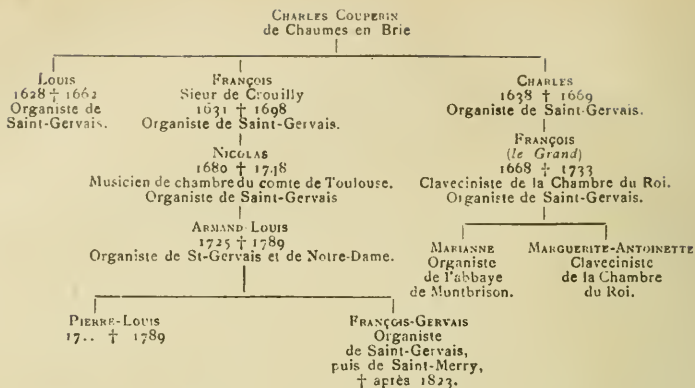 CHARLES COUPERIN
de Chaumes en Brie
LOUIS
1628 † 1662
Organiste de
Saint-Gervais.
FRANÇOIS
Sieur de Crouilly
1631 † 1698
Organiste de Saint-Gervais.
CHARLES
1638 † 1669
Organiste de Saint-Gervais.
NICOLAS
1680 † 1748
Musicien de chambre du comte de Toulouse.
Organiste de Saint-Gervais
FRANÇOIS
(le Grand)
1668 † 1733
Claveciniste de la Chambre du Roi.
Organiste de Saint-Gervais.
ARMAND-LOUIS
1725 † 1789
Organiste de St-Gervais et de Notre-Dame.
MARIANNE
Organiste
de l'abbaye
de Montbrison.
MARGUERITE-ANTOINETTE
Claveciniste
de la Chambre
du Roi.
PIERRE-LOUIS
17.. † 1789
FRANÇOIS-GERVAIS
Organiste
de Saint-Gervais,
puis de Saint-Merry,
† après 1823.